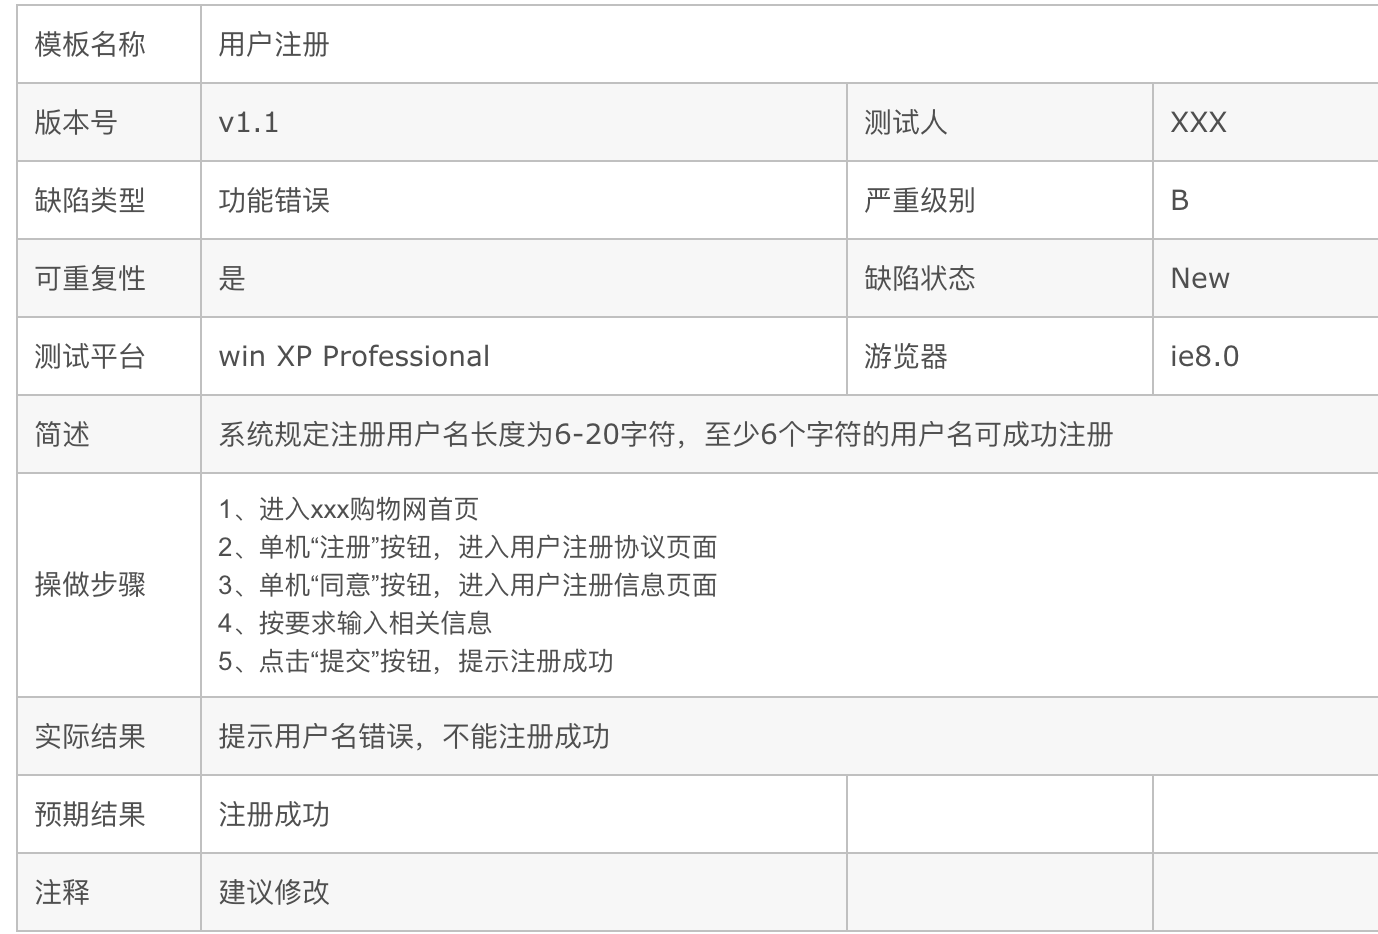 模板名称 用户注册
版本号 v1.1 测试人 XXX
缺陷类型 功能错误 严重级别 B
可重复性 是 缺陷状态 New
测试平台 win XP Professional 游览器 ie8.0
简述 系统规定注册用户名长度为6-20字符，至少6个字符的用户名可成功注册
操做步骤
1、进入xxx购物网首页
2、单机“注册”按钮，进入用户注册协议页面
3、单机“同意”按钮，进入用户注册信息页面
4、按要求输入相关信息
5、点击“提交”按钮，提示注册成功
实际结果 提示用户名错误，不能注册成功
预期结果 注册成功
注释 建议修改